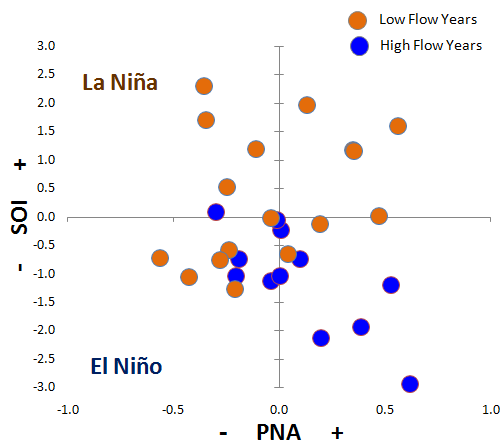 Low Flow Years
High Flow Years
3.0
2.5
La Niña
2.0
1.5
1.0
+
0.5
SOI
0.0
-0.5
-
-1.0
-1.5
-2.0
El Niño
-2.5
-3.0
-1.0 -0.5 0.0 0.5 1.0
- PNA +